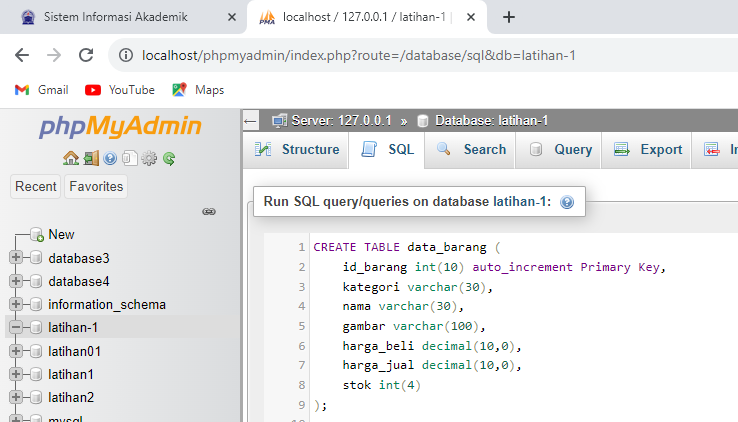 Sistem Informasi Akademik
localhost / 127.0.0.1 / latihan-1 |
localhost/phpmyadmin/index.php?route=/database/sql&db=latihan-1
Gmail YouTube Maps
phpMyAdmin
Recent Favorites
New
database3
database4
information_schema
latihan-1
latihan01
latihan1
latihan2
mysql
Server: 127.0.0.1 » Database: latihan-1
Structure SQL Search Query Export
Run SQL query/queries on database latihan-1:
1 CREATE TABLE data_barang (
2 id_barang int(10) auto_increment Primary Key,
3 kategori varchar(30),
4 nama varchar(30),
5 gambar varchar(100),
6 harga_beli decimal(10,0),
7 harga_jual decimal(10,0),
8 stok int(4)
9 );
10